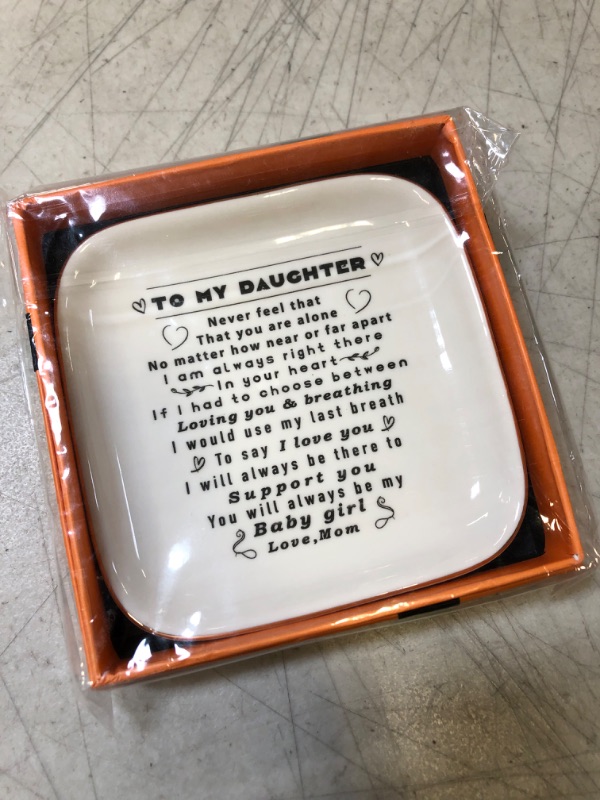 TO MY DAUGHTER
Never feel that
That you are alone
No matter how near or far apart
I am always right there
In your heart
If I had to choose between
Loving you & breathing
I would use my last breath
To say I love you
I will always be there to
Support you
You will always be my
Baby girl
Love,Mom